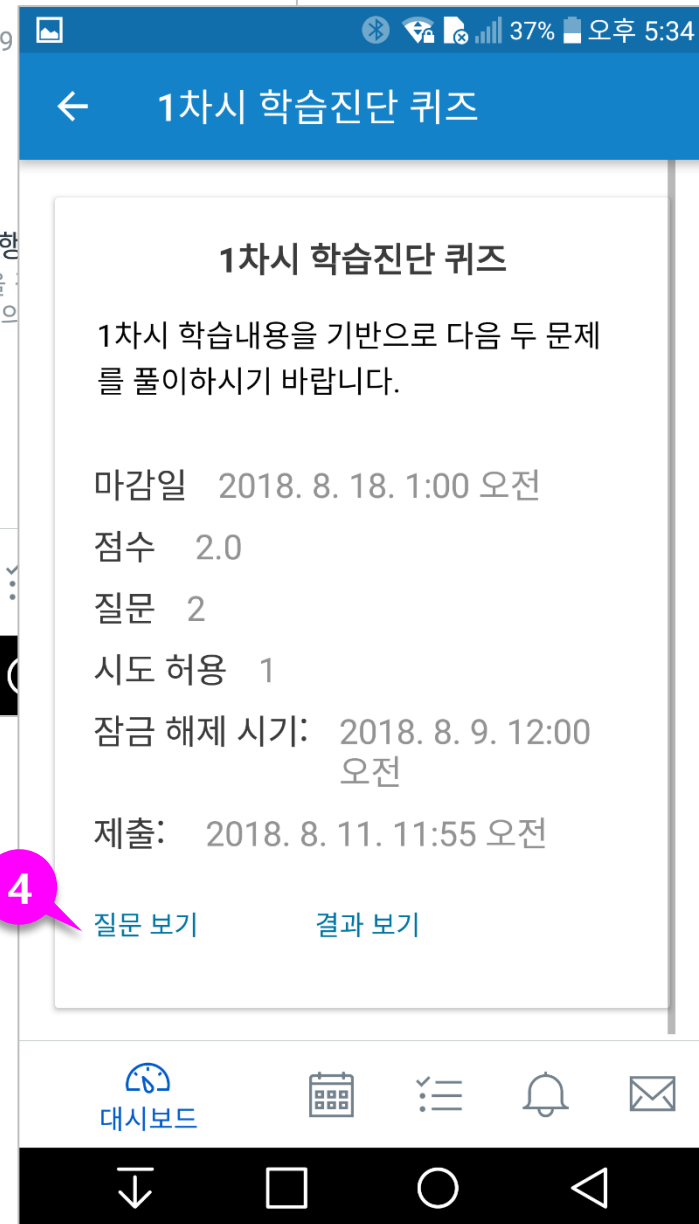 37% 오후 5:34
1차시 학습진단 퀴즈
1차시 학습진단 퀴즈
1차시 학습내용을 기반으로 다음 두 문제
를 풀이하시기 바랍니다.
마감일 2018. 8. 18. 1:00 오전
점수 2.0
질문 2
시도 허용 1
잠금 해제 시기: 2018. 8. 9. 12:00
오전
제출: 2018. 8. 11. 11:55 오전
4
질문 보기 결과 보기
대시보드